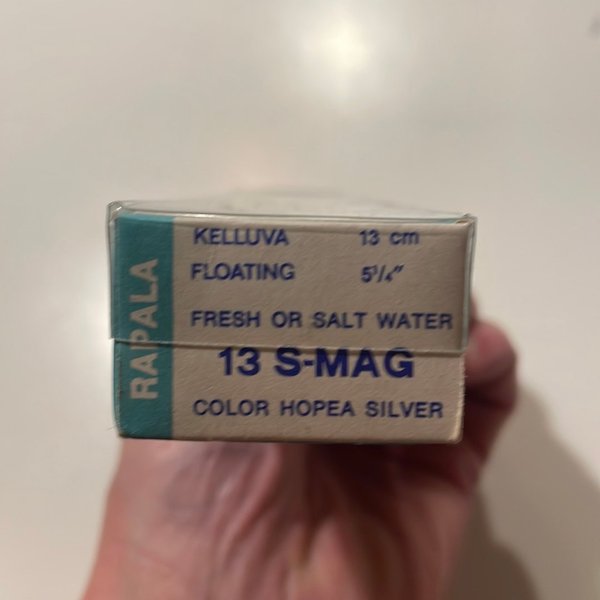 RAPALA
KELLUVA 13 cm
FLOATING 5¹/₄"
FRESH OR SALT WATER
13 S-MAG
COLOR HOPEA SILVER